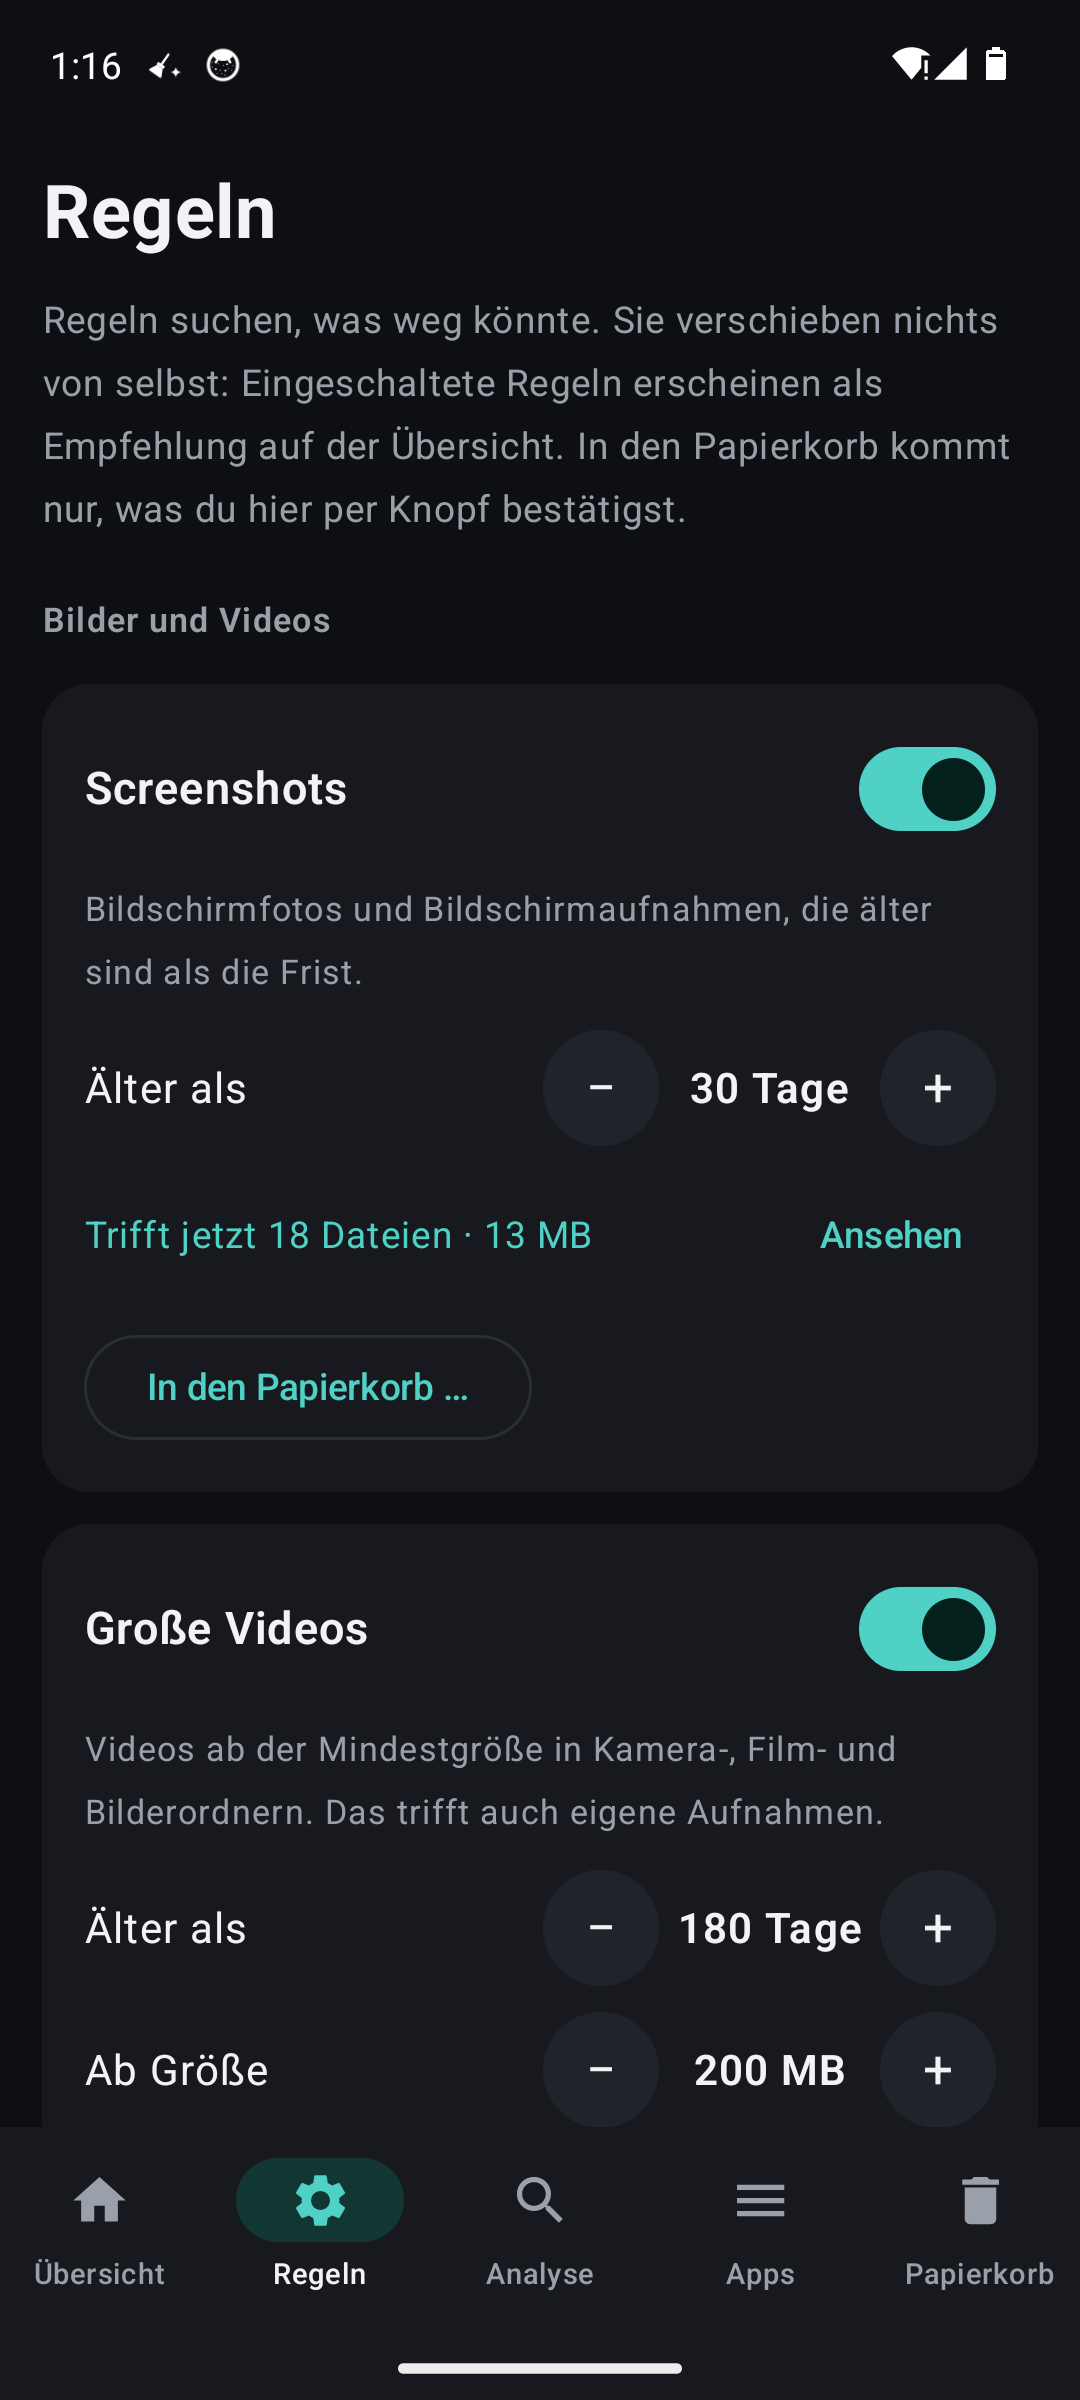 1:16
Regeln
Regeln suchen, was weg könnte. Sie verschieben nichts
von selbst: Eingeschaltete Regeln erscheinen als
Empfehlung auf der Übersicht. In den Papierkorb kommt
nur, was du hier per Knopf bestätigst.
Bilder und Videos
Screenshots
Bildschirmfotos und Bildschirmaufnahmen, die älter
sind als die Frist.
Älter als − 30 Tage +
Trifft jetzt 18 Dateien · 13 MB Ansehen
In den Papierkorb …
Große Videos
Videos ab der Mindestgröße in Kamera-, Film- und
Bilderordnern. Das trifft auch eigene Aufnahmen.
Älter als − 180 Tage +
Ab Größe − 200 MB +
Übersicht Regeln Analyse Apps Papierkorb